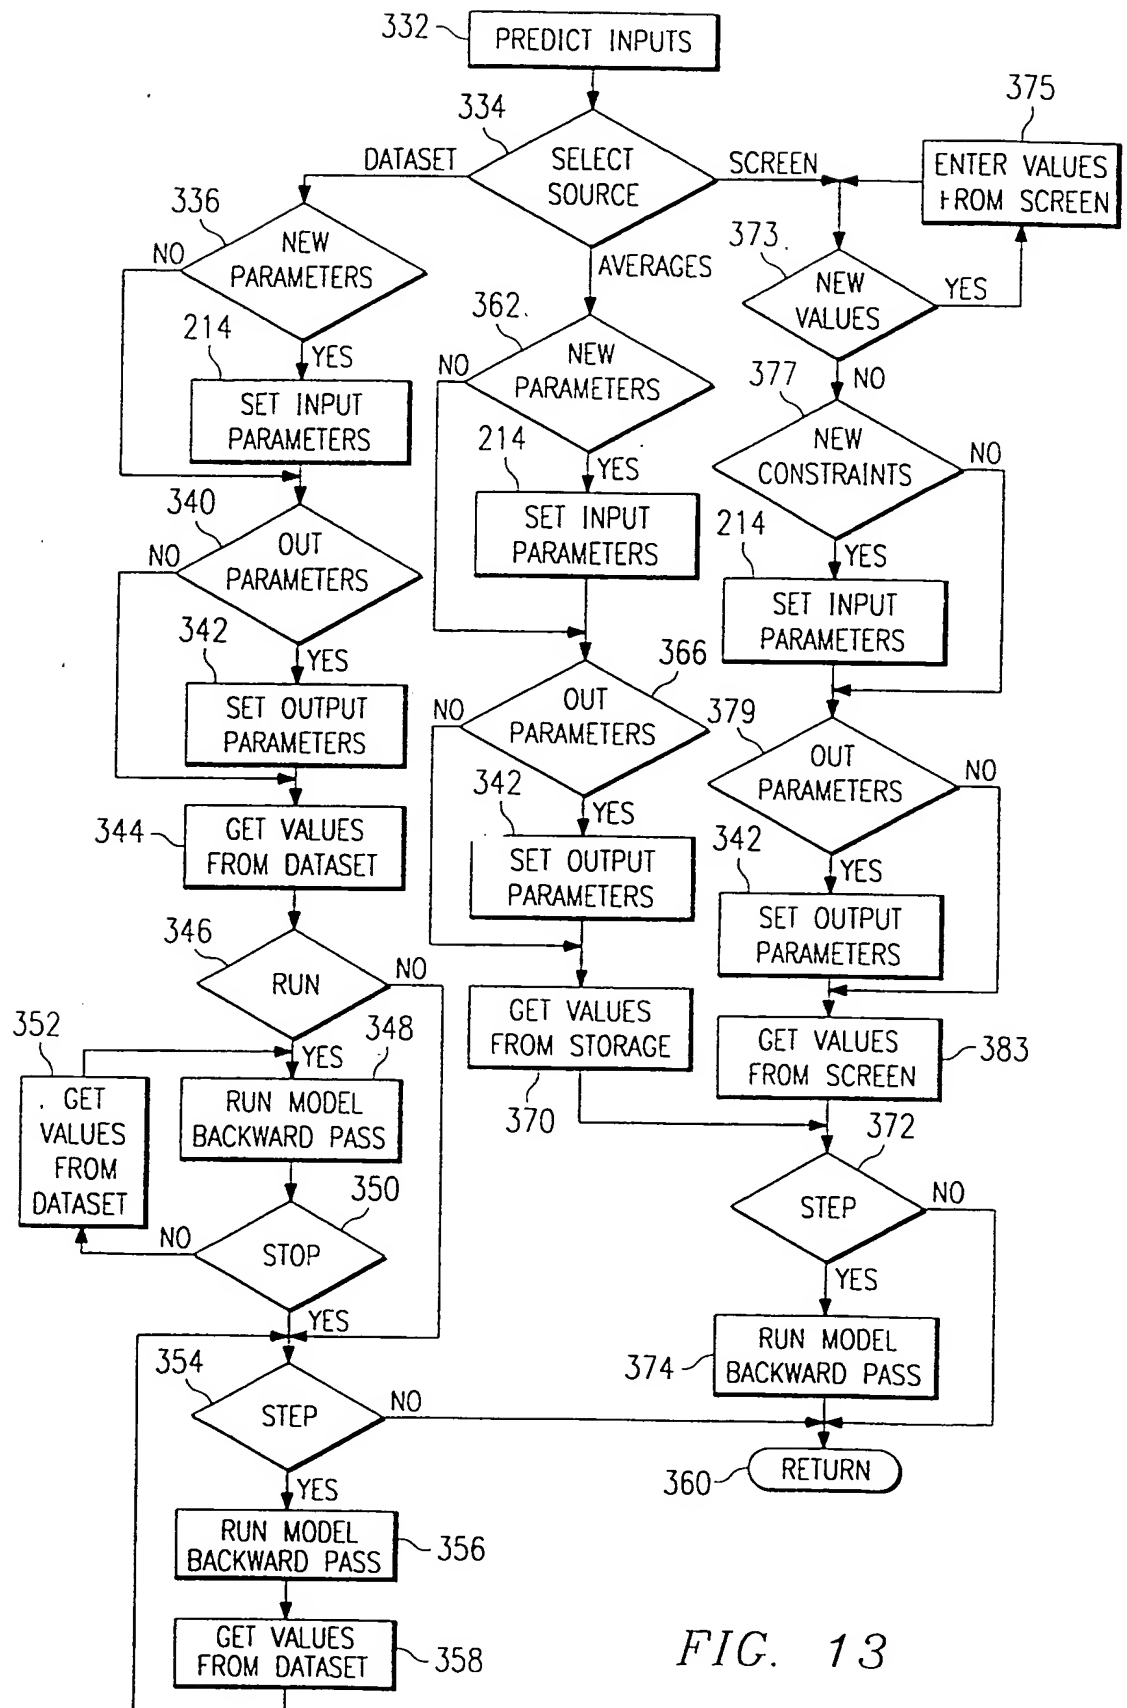 332
PREDICT INPUTS
334
SELECT
SOURCE
DATASET
SCREEN
AVERAGES
375
ENTER VALUES
FROM SCREEN
336
NEW
PARAMETERS
NO
YES
214
SET INPUT
PARAMETERS
340
OUT
PARAMETERS
NO
YES
342
SET OUTPUT
PARAMETERS
344
GET VALUES
FROM DATASET
346
RUN
NO
YES
348
RUN MODEL
BACKWARD PASS
352
GET
VALUES
FROM
DATASET
350
STOP
NO
YES
354
STEP
NO
YES
RUN MODEL
BACKWARD PASS
356
GET VALUES
FROM DATASET
358
362
NEW
PARAMETERS
NO
YES
214
SET INPUT
PARAMETERS
366
OUT
PARAMETERS
NO
YES
342
SET OUTPUT
PARAMETERS
GET VALUES
FROM STORAGE
370
373
NEW
VALUES
YES
NO
377
NEW
CONSTRAINTS
NO
YES
214
SET INPUT
PARAMETERS
379
OUT
PARAMETERS
NO
YES
342
SET OUTPUT
PARAMETERS
GET VALUES
FROM SCREEN
383
372
STEP
NO
YES
374
RUN MODEL
BACKWARD PASS
360
RETURN
FIG. 13